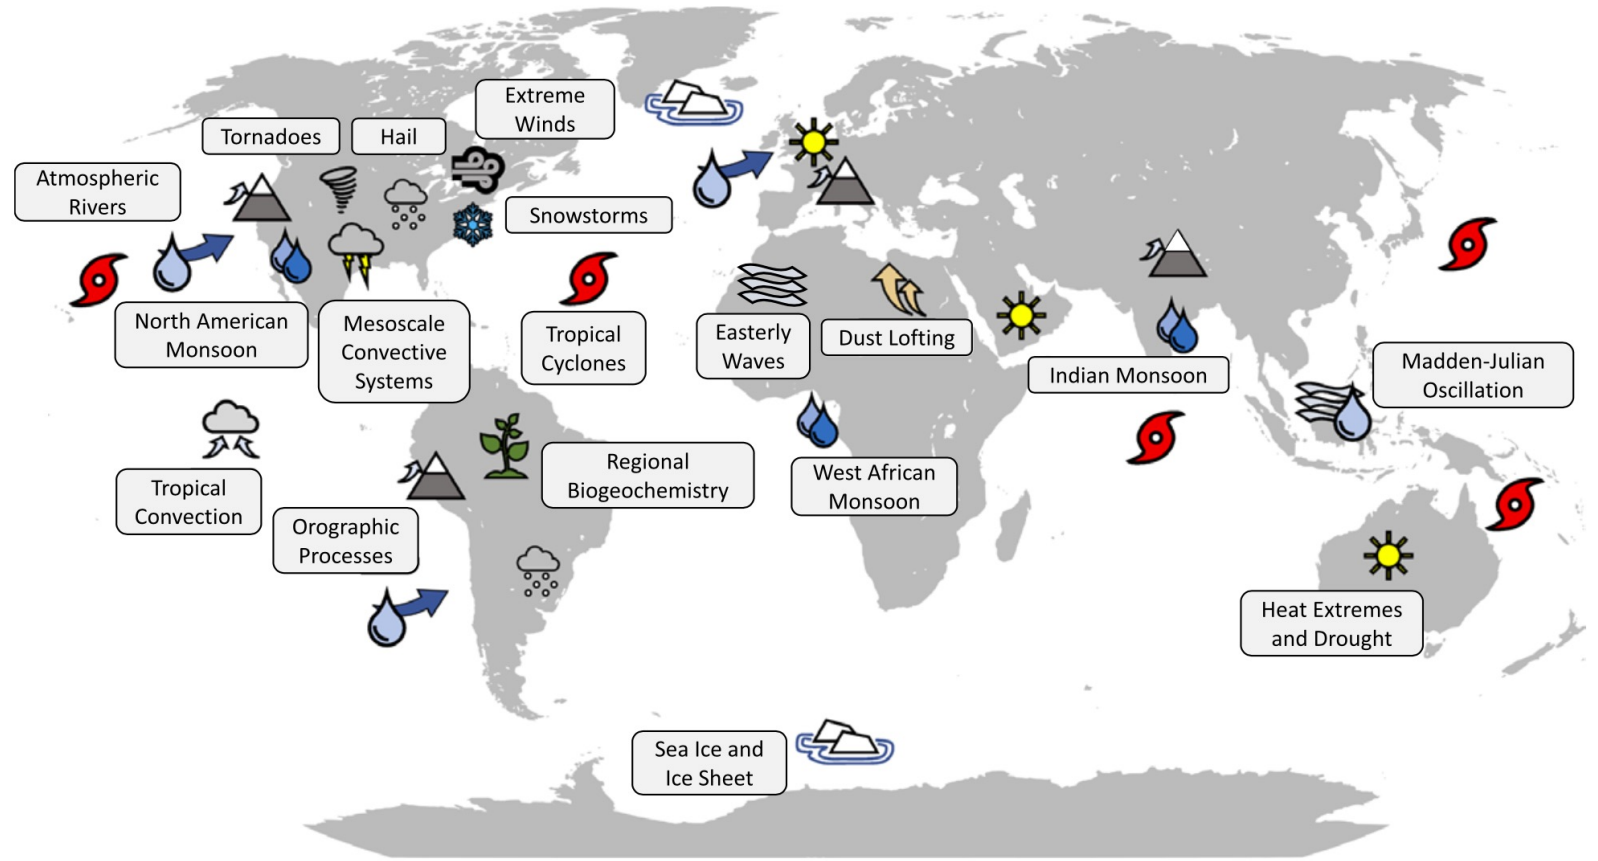 Extreme
Winds
Tornadoes
Hail
Atmospheric
Rivers
Snowstorms
North American
Monsoon
Mesoscale
Convective
Systems
Tropical
Cyclones
Easterly
Waves
Dust Lofting
Indian Monsoon
Madden-Julian
Oscillation
Tropical
Convection
Regional
Biogeochemistry
West African
Monsoon
Orographic
Processes
Heat Extremes
and Drought
Sea Ice and
Ice Sheet